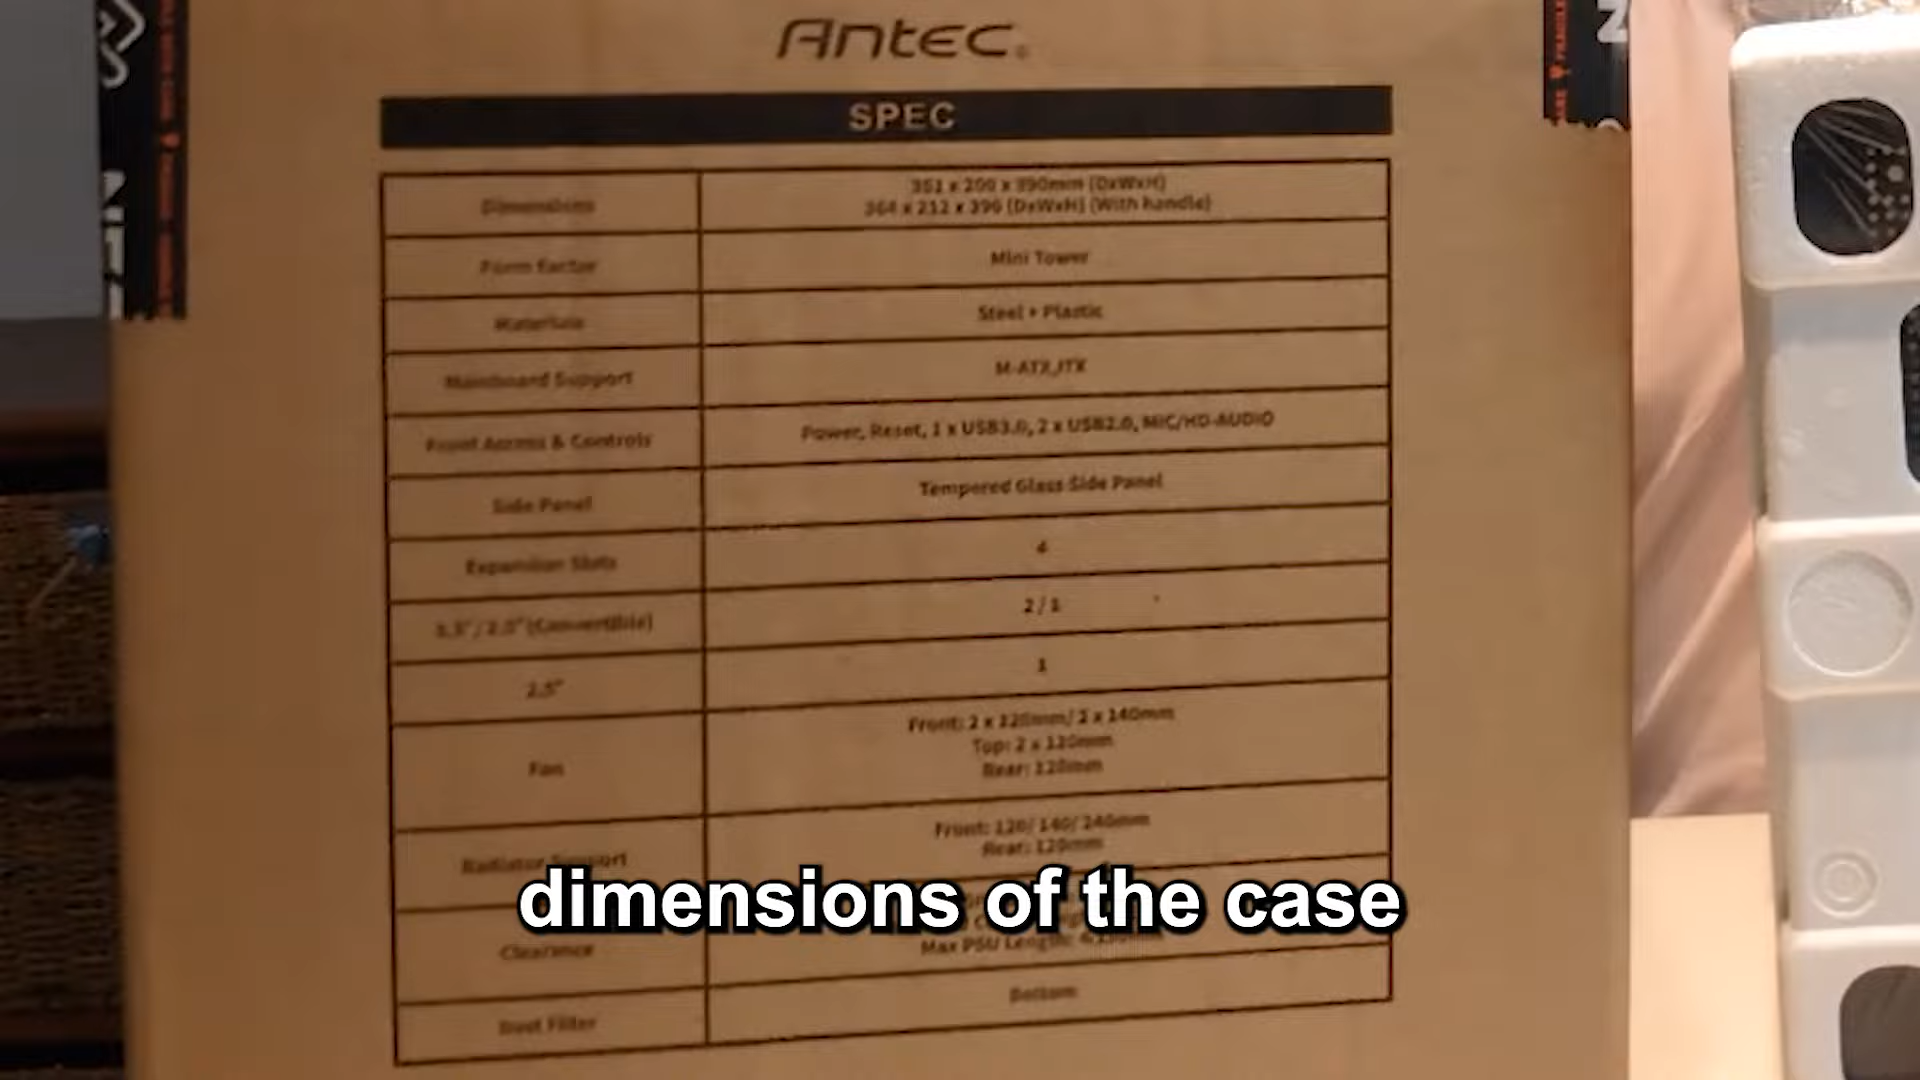 Antec
SPEC
Dimensions
351 x 200 x 390mm (DxWxH)
364 x 212 x 396 (DxWxH) (With handle)
Form factor
Mini Tower
Materials
Steel + Plastic
Mainboard Support
M-ATX,ITX
Front Access & Controls
Power, Reset, 1 x USB3.0, 2 x USB2.0, MIC/HD-AUDIO
Side Panel
Tempered Glass Side Panel
Expansion Slots
4
3.5" / 2.5" (Convertible)
2 / 1
2.5"
1
Fan
Front: 2 x 120mm/ 2 x 140mm
Top: 2 x 120mm
Rear: 120mm
Radiator Support
Front: 120/ 140/ 240mm
Rear: 120mm
Clearance
Max PSU Length:
Dust Filter
Bottom
dimensions of the case